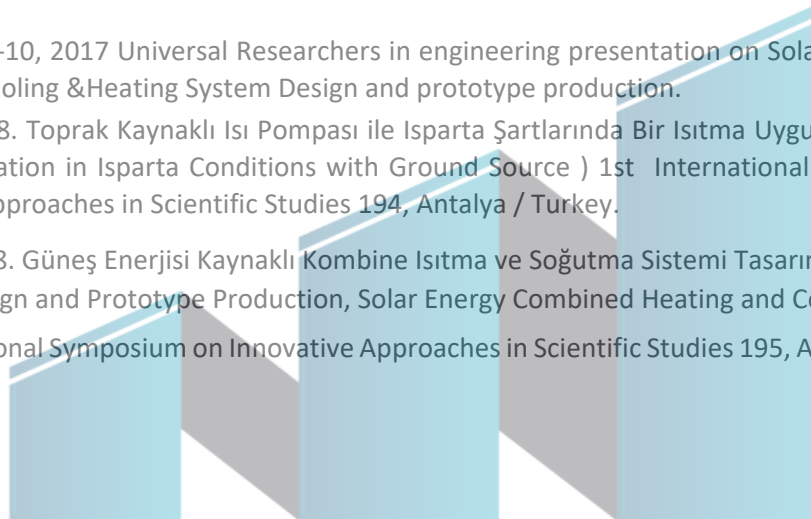 -10, 2017 Universal Researchers in engineering presentation on Sola
oling &Heating System Design and prototype production.
8. Toprak Kaynaklı Isı Pompası ile Isparta Şartlarında Bir Isıtma Uygu
ation in Isparta Conditions with Ground Source ) 1st International
pproaches in Scientific Studies 194, Antalya / Turkey.
8. Güneş Enerjisi Kaynaklı Kombine Isıtma ve Soğutma Sistemi Tasarın
gn and Prototype Production, Solar Energy Combined Heating and Co
onal Symposium on Innovative Approaches in Scientific Studies 195, A